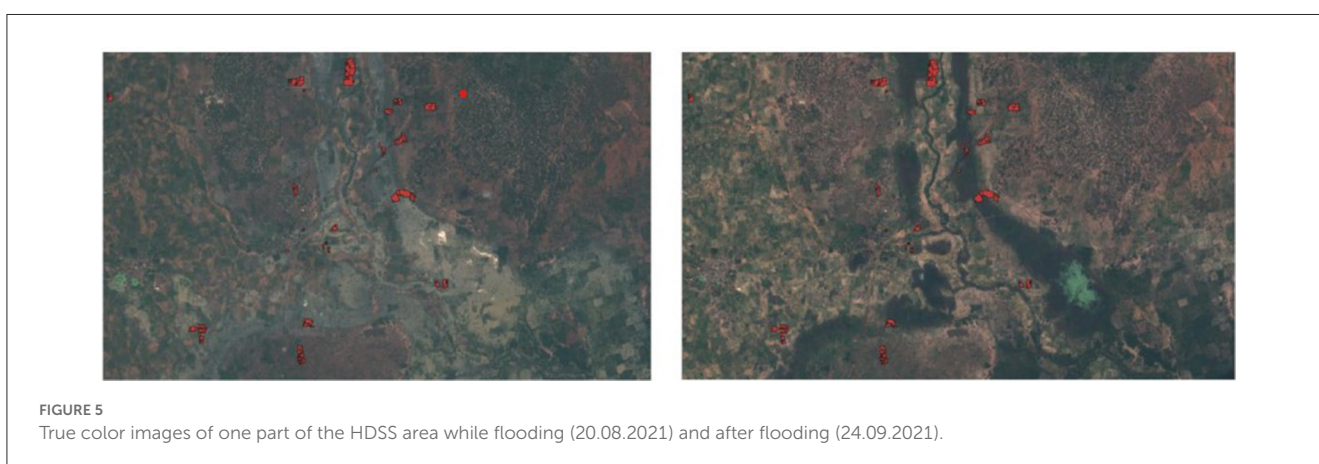 FIGURE 5
True color images of one part of the HDSS area while flooding (20.08.2021) and after flooding (24.09.2021).